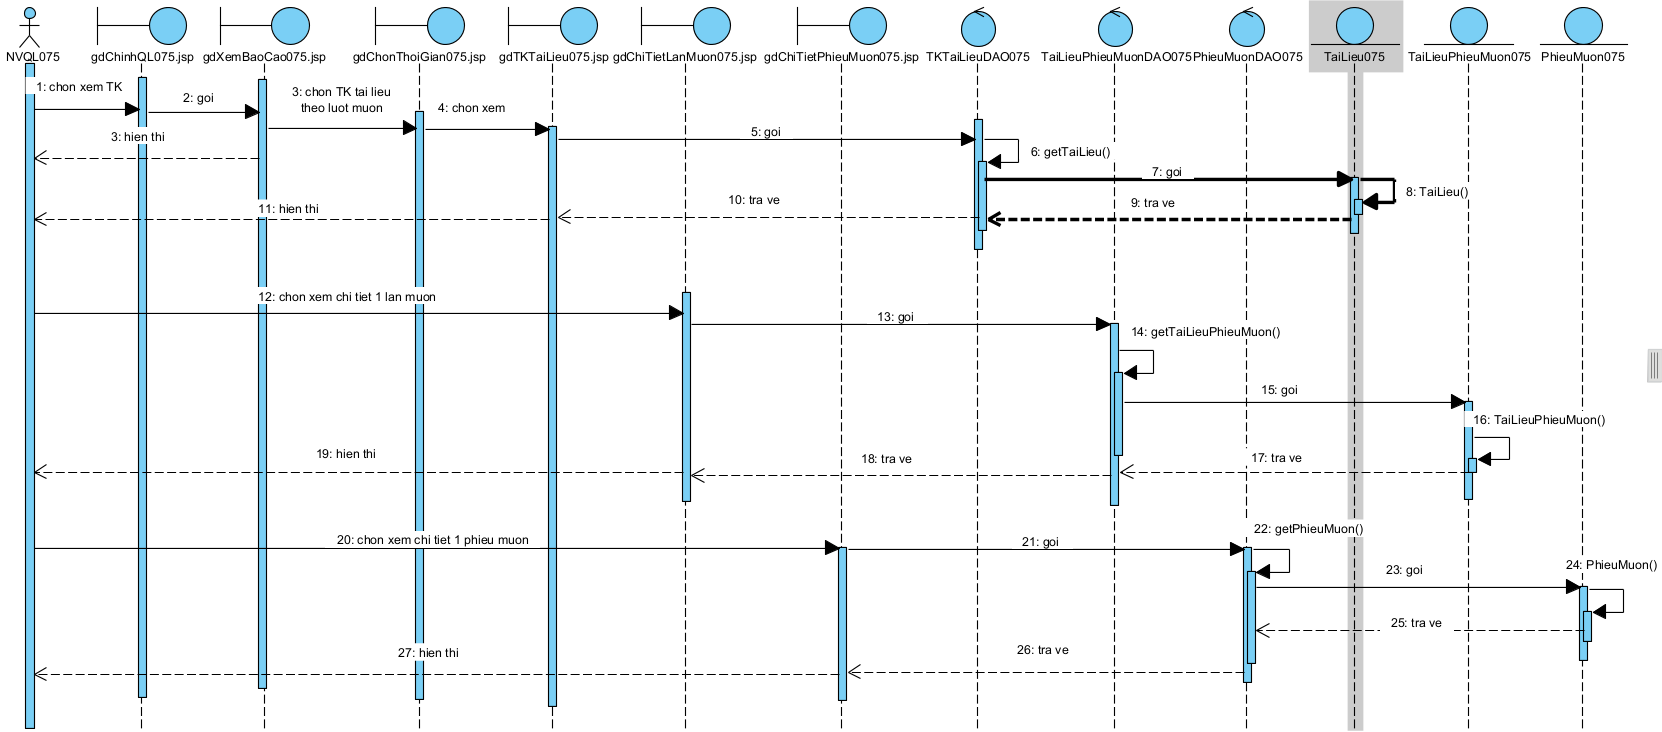 NVQL075
gdChinhQL075.jsp
gdXemBaoCao075.jsp
gdChonThoiGian075.jsp
gdTKTaiLieu075.jsp
gdChiTietLanMuon075.jsp
gdChiTietPhieuMuon075.jsp
TKTaiLieuDAO075
TaiLieuPhieuMuonDAO075
PhieuMuonDAO075
TaiLieu075
TaiLieuPhieuMuon075
PhieuMuon075
1: chon xem TK
2: goi
3: chon TK tai lieu
theo luot muon
4: chon xem
3: hien thi
5: goi
6: getTaiLieu()
7: goi
8: TaiLieu()
9: tra ve
10: tra ve
11: hien thi
12: chon xem chi tiet 1 lan muon
13: goi
14: getTaiLieuPhieuMuon()
15: goi
16: TaiLieuPhieuMuon()
17: tra ve
18: tra ve
19: hien thi
20: chon xem chi tiet 1 phieu muon
21: goi
22: getPhieuMuon()
23: goi
24: PhieuMuon()
25: tra ve
26: tra ve
27: hien thi